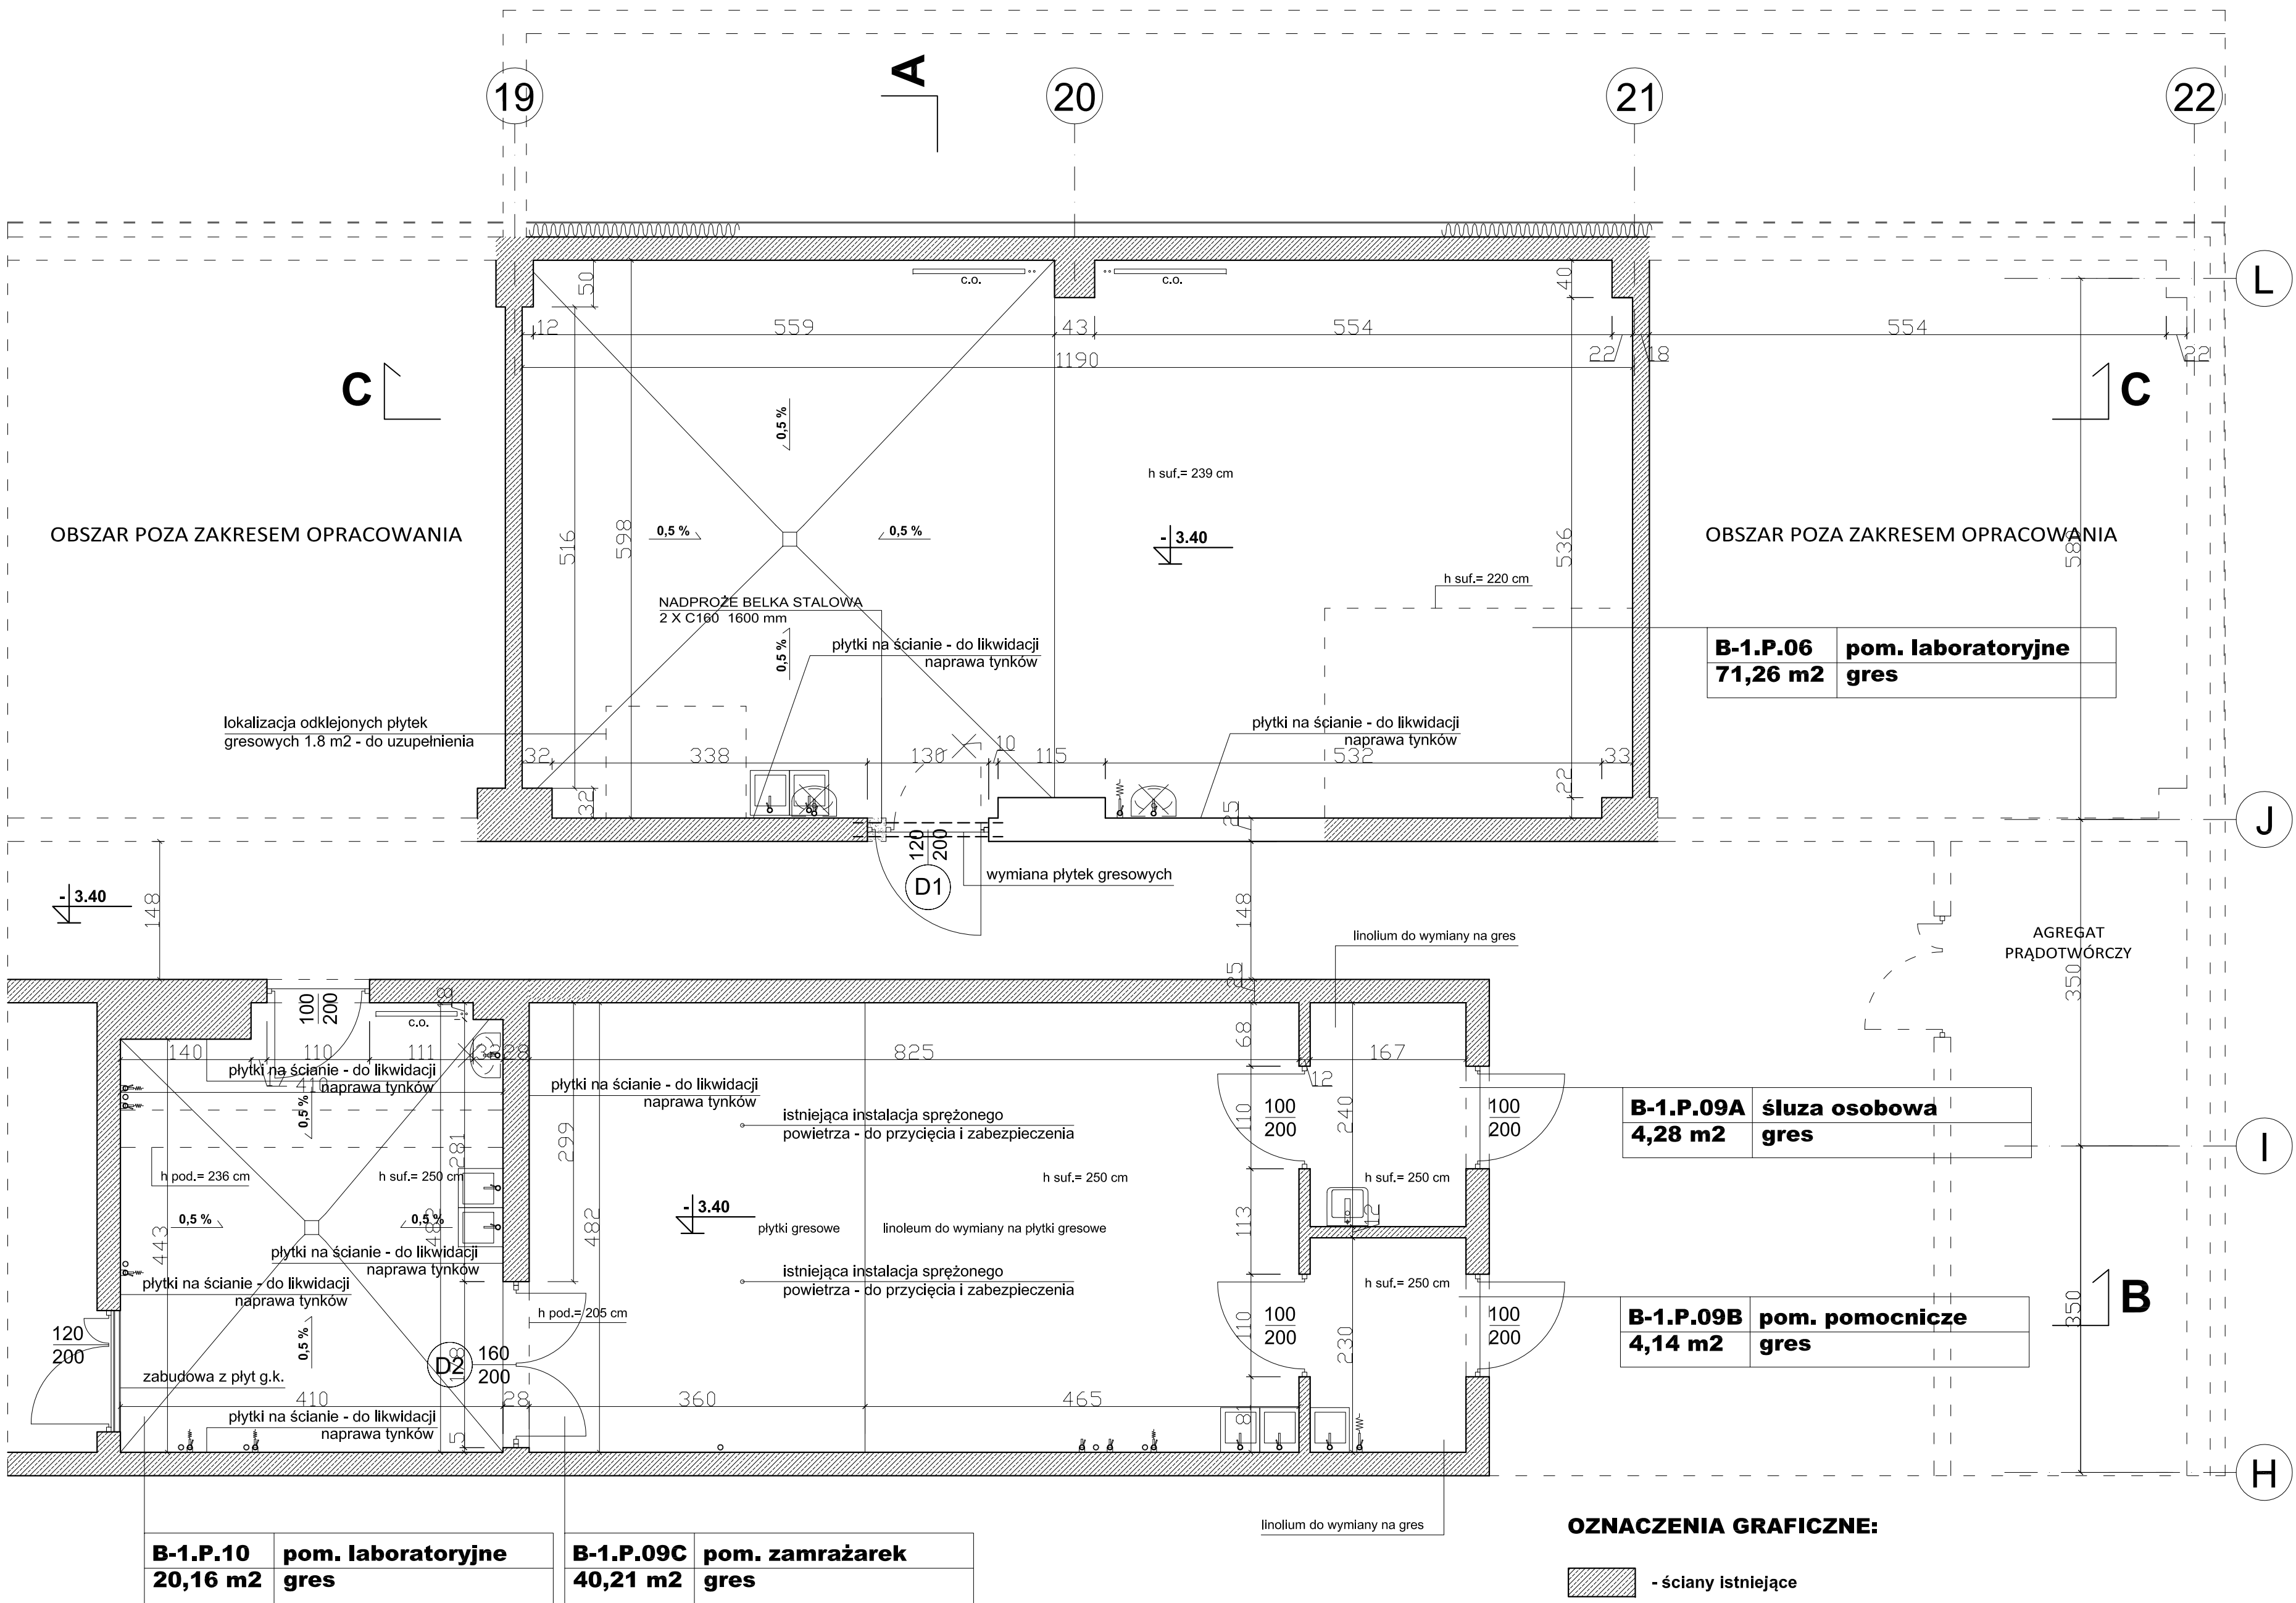 A
19
20
21
22
L
c.o.
c.o.
50
40
12
559
43
554
554
22
18
22
1190
C
C
0,5 %
h suf.= 239 cm
OBSZAR POZA ZAKRESEM OPRACOWANIA
516
598
0,5 %
0,5 %
- 3.40
536
OBSZAR POZA ZAKRESEM OPRACOWANIA
h suf.= 220 cm
NADPROŻE BELKA STALOWA
2 X C160 1600 mm
0,5 %
płytki na ścianie - do likwidacji
naprawa tynków
B-1.P.06
pom. laboratoryjne
71,26 m2
gres
lokalizacja odklejonych płytek
gresowych 1.8 m2 - do uzupełnienia
płytki na ścianie - do likwidacji
naprawa tynków
32
338
130
10
115
532
33
32
22
25
J
120
200
D1
wymiana płytek gresowych
- 3.40
148
148
linolium do wymiany na gres
AGREGAT
PRĄDOTWÓRCZY
25
350
100
200
18
c.o.
140
110
111
28
825
68
167
12
płytki na ścianie - do likwidacji
naprawa tynków
410
płytki na ścianie - do likwidacji
naprawa tynków
0,5 %
istniejąca instalacja sprężonego
powietrza - do przycięcia i zabezpieczenia
110
100
200
240
100
200
B-1.P.09A
śluza osobowa
4,28 m2
gres
I
281
299
h pod.= 236 cm
h suf.= 250 cm
h suf.= 250 cm
h suf.= 250 cm
443
0,5 %
0,5 %
482
482
- 3.40
płytki gresowe
linoleum do wymiany na płytki gresowe
113
12
płytki na ścianie - do likwidacji
naprawa tynków
płytki na ścianie - do likwidacji
naprawa tynków
istniejąca instalacja sprężonego
powietrza - do przycięcia i zabezpieczenia
h suf.= 250 cm
B
350
h pod.= 205 cm
110
100
200
230
100
200
B-1.P.09B
pom. pomocnicze
4,14 m2
gres
120
200
0,5 %
D2
160
200
zabudowa z płyt g.k.
410
28
360
465
płytki na ścianie - do likwidacji
naprawa tynków
5
H
linolium do wymiany na gres
OZNACZENIA GRAFICZNE:
B-1.P.10
pom. laboratoryjne
20,16 m2
gres
B-1.P.09C
pom. zamrażarek
40,21 m2
gres
- ściany istniejące